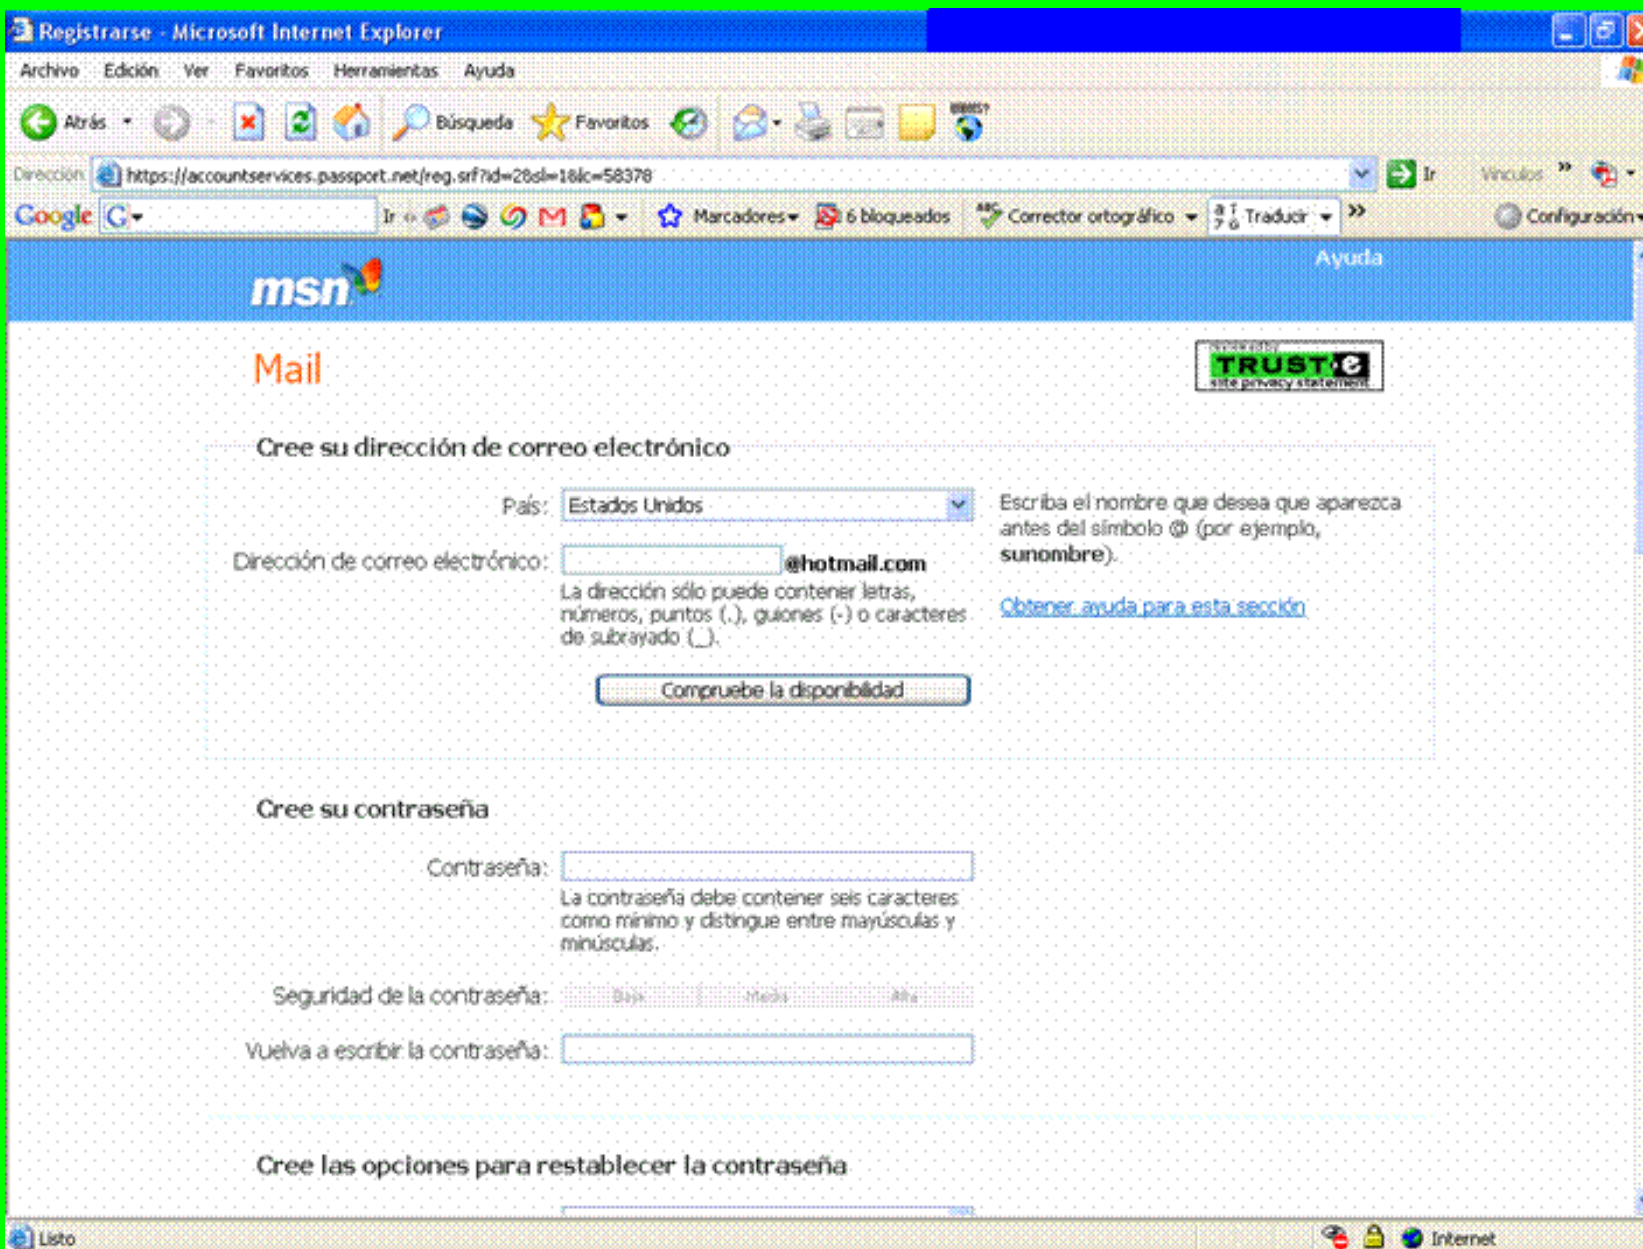 Registrarse - Microsoft Internet Explorer
Archivo Edición Ver Favoritos Herramientas Ayuda
Atrás Búsqueda Favoritos
Dirección https://accountservices.passport.net/reg.srf?id=2&sl=1&lc=58378 Ir Vínculos »
Google G Ir Marcadores 6 bloqueados ABC Corrector ortográfico Traducir » Configuración
msn Ayuda
Mail
reviewed by
TRUST e
site privacy statement
Cree su dirección de correo electrónico
País: Estados Unidos
Escriba el nombre que desea que aparezca
antes del símbolo @ (por ejemplo,
sunombre).
Dirección de correo electrónico: @hotmail.com
La dirección sólo puede contener letras,
números, puntos (.), guiones (-) o caracteres
de subrayado (_).
Obtener ayuda para esta sección
Compruebe la disponibilidad
Cree su contraseña
Contraseña:
La contraseña debe contener seis caracteres
como mínimo y distingue entre mayúsculas y
minúsculas.
Seguridad de la contraseña: Baja Media Alta
Vuelva a escribir la contraseña:
Cree las opciones para restablecer la contraseña
Listo Internet